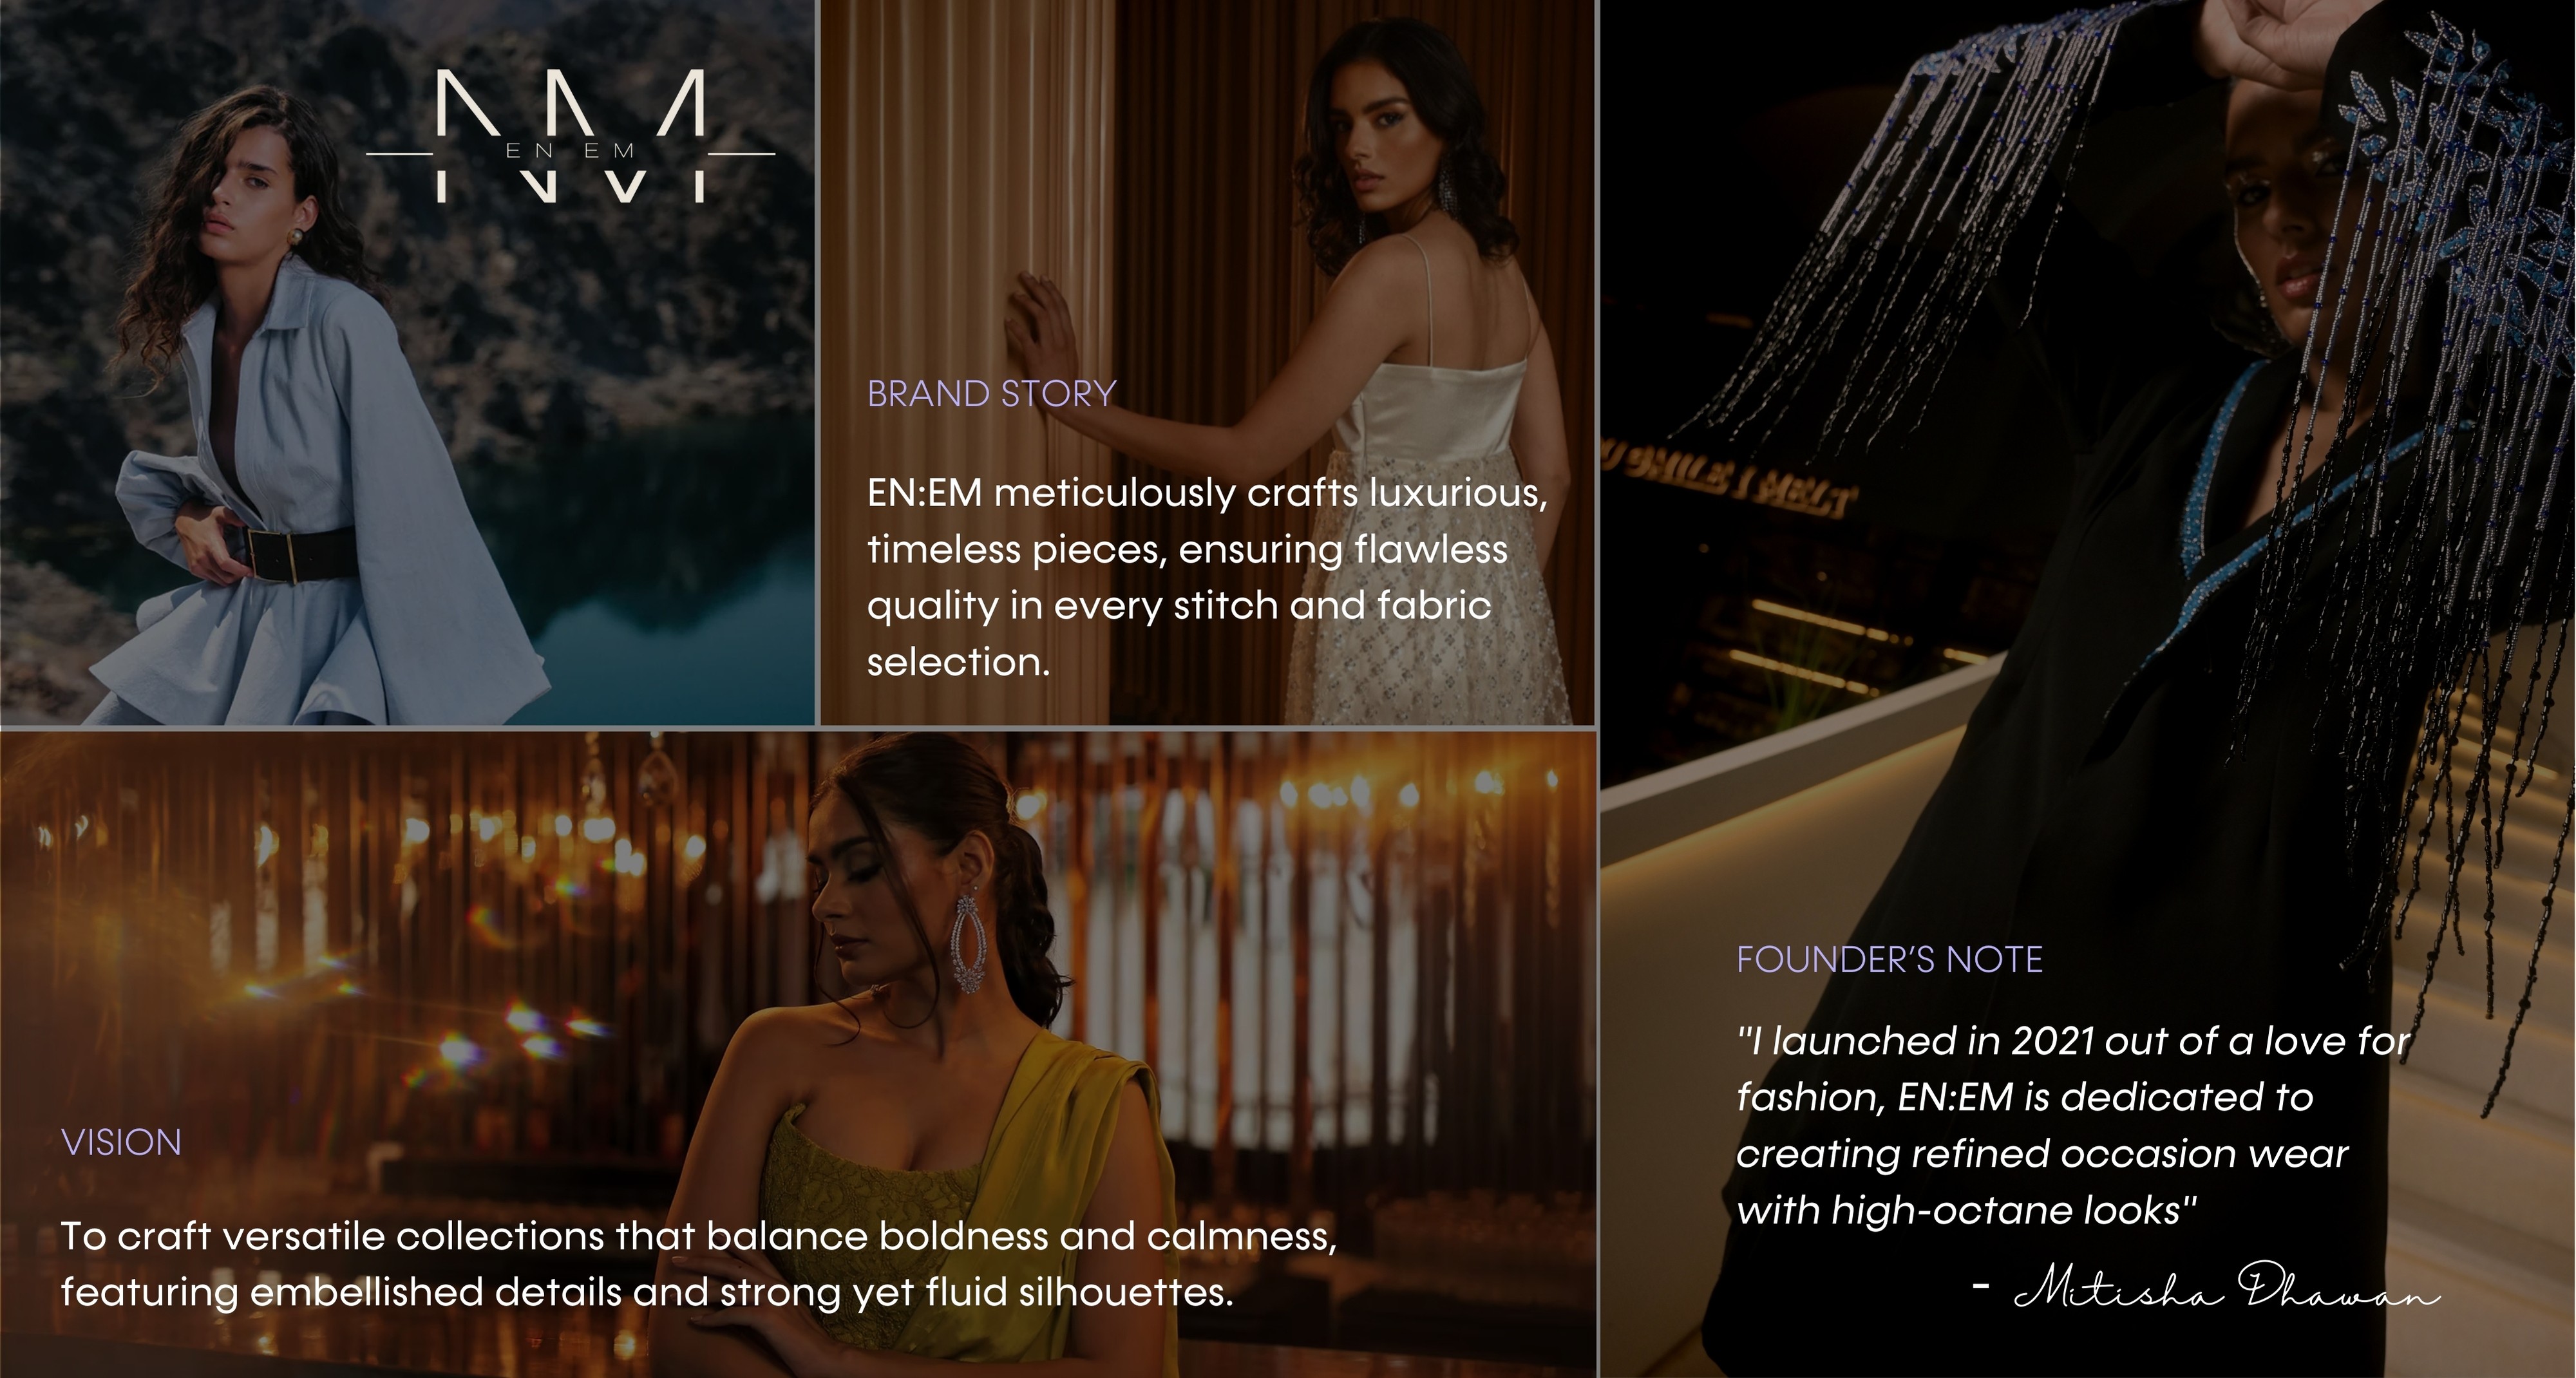 NM
EN EM
BRAND STORY
EN:EM meticulously crafts luxurious,
timeless pieces, ensuring flawless
quality in every stitch and fabric
selection.
VISION
To craft versatile collections that balance boldness and calmness,
featuring embellished details and strong yet fluid silhouettes.
FOUNDER'S NOTE
"I launched in 2021 out of a love for
fashion, EN:EM is dedicated to
creating refined occasion wear
with high-octane looks"
- Mitisha Dhawan
SMILE I MELT